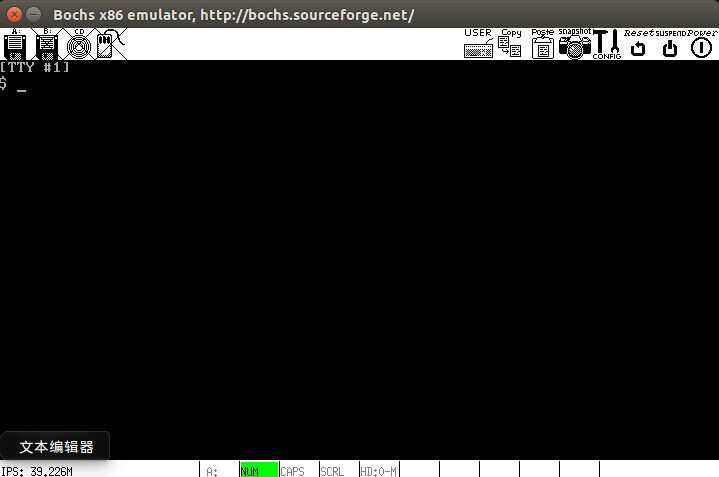 Bochs x86 emulator, http://bochs.sourceforge.net/
A: B: CD USER Copy Paste snapshot CONFIG Reset SUSPEND Power
[TTY #1]
$ _
文本编辑器
IPS: 39.226M A: NUM CAPS SCRL HD:0-M